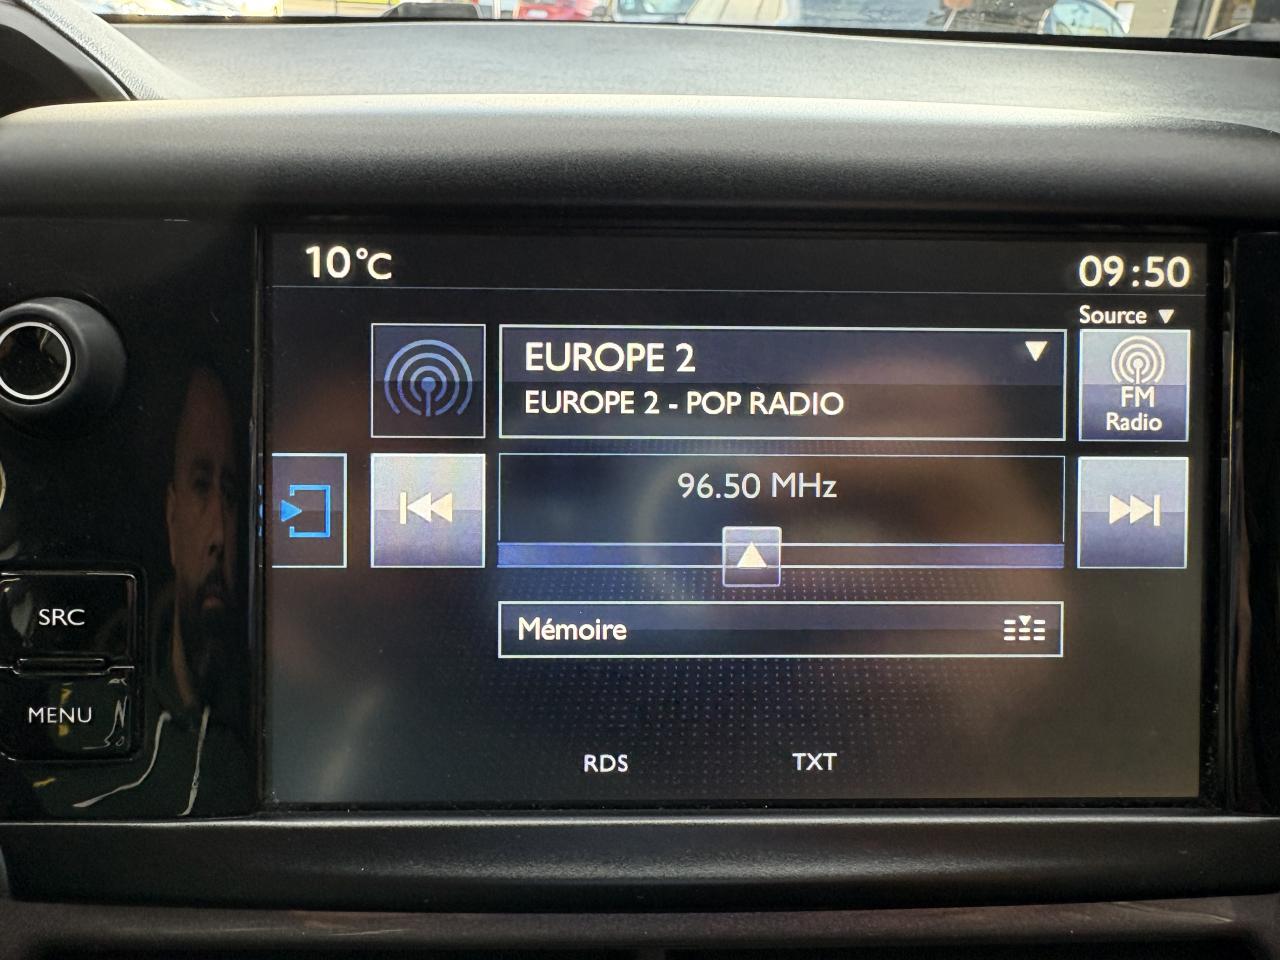 10°C
09:50
Source
EUROPE 2
EUROPE 2 - POP RADIO
FM
Radio
96.50 MHz
SRC
Mémoire
MENU
RDS TXT